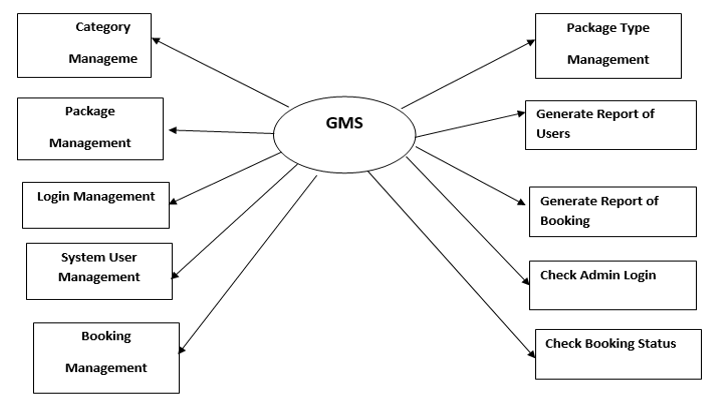 Category
Manageme
Package
Management
Login Management
System User
Management
Booking
Management
GMS
Package Type
Management
Generate Report of
Users
Generate Report of
Booking
Check Admin Login
Check Booking Status